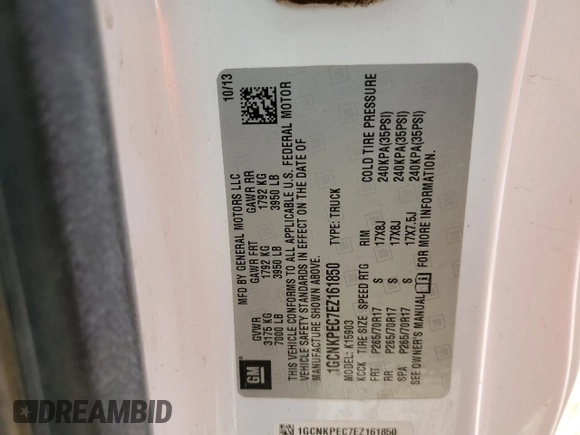 10/13
MFD BY GENERAL MOTORS LLC
GVWR GAWR FRT GAWR RR
3175 KG 1792 KG 1792 KG
7000 LB 3950 LB 3950 LB
THIS VEHICLE CONFORMS TO ALL APPLICABLE U.S. FEDERAL MOTOR
VEHICLE SAFETY STANDARDS IN EFFECT ON THE DATE OF
MANUFACTURE SHOWN ABOVE.
1GCNKPEC7EZ161850 TYPE: TRUCK
MODEL: K15903
KCCK TIRE SIZE SPEED RTG RIM COLD TIRE PRESSURE
FRT P265/70R17 S 17X8J 240KPA(35PSI)
RR P265/70R17 S 17X8J 240KPA(35PSI)
SPA P265/70R17 S 17X7.5J 240KPA(35PSI)
SEE OWNER'S MANUAL FOR MORE INFORMATION.
GM
1GCNKPEC7EZ161850
DREAMBID